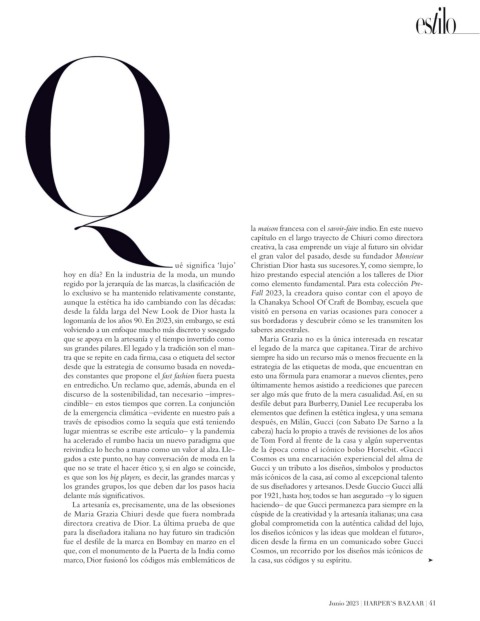 estilo
Qué significa 'lujo'
hoy en día? En la industria de la moda, un mundo
regido por la jerarquía de las marcas, la clasificación de
lo exclusivo se ha mantenido relativamente constante,
aunque la estética ha ido cambiando con las décadas:
desde la falda larga del New Look de Dior hasta la
logomanía de los años 90. En 2023, sin embargo, se está
volviendo a un enfoque mucho más discreto y sosegado
que se apoya en la artesanía y el tiempo invertido como
sus grandes pilares. El legado y la tradición son el man-
tra que se repite en cada firma, casa o etiqueta del sector
desde que la estrategia de consumo basada en noveda-
des constantes que propone el fast fashion fuera puesta
en entredicho. Un reclamo que, además, abunda en el
discurso de la sostenibilidad, tan necesario –impres-
cindible– en estos tiempos que corren. La conjunción
de la emergencia climática –evidente en nuestro país a
través de episodios como la sequía que está teniendo
lugar mientras se escribe este artículo– y la pandemia
ha acelerado el rumbo hacia un nuevo paradigma que
reivindica lo hecho a mano como un valor al alza. Lle-
gados a este punto, no hay conversación de moda en la
que no se trate el hacer ético y, si en algo se coincide,
es que son los big players, es decir, las grandes marcas y
los grandes grupos, los que deben dar los pasos hacia
delante más significativos.
La artesanía es, precisamente, una de las obsesiones
de Maria Grazia Chiuri desde que fuera nombrada
directora creativa de Dior. La última prueba de que
para la diseñadora italiana no hay futuro sin tradición
fue el desfile de la marca en Bombay en marzo en el
que, con el monumento de la Puerta de la India como
marco, Dior fusionó los códigos más emblemáticos de
la maison francesa con el savoir-faire indio. En este nuevo
capítulo en el largo trayecto de Chiuri como directora
creativa, la casa emprende un viaje al futuro sin olvidar
el gran valor del pasado, desde su fundador Monsieur
Christian Dior hasta sus sucesores. Y, como siempre, lo
hizo prestando especial atención a los talleres de Dior
como elemento fundamental. Para esta colección Pre-
Fall 2023, la creadora quiso contar con el apoyo de
la Chanakya School Of Craft de Bombay, escuela que
visitó en persona en varias ocasiones para conocer a
sus bordadoras y descubrir cómo se les transmiten los
saberes ancestrales.
Maria Grazia no es la única interesada en rescatar
el legado de la marca que capitanea. Tirar de archivo
siempre ha sido un recurso más o menos frecuente en la
estrategia de las etiquetas de moda, que encuentran en
esto una fórmula para enamorar a nuevos clientes, pero
últimamente hemos asistido a reediciones que parecen
ser algo más que fruto de la mera casualidad. Así, en su
desfile debut para Burberry, Daniel Lee recuperaba los
elementos que definen la estética inglesa, y una semana
después, en Milán, Gucci (con Sabato De Sarno a la
cabeza) hacía lo propio a través de revisiones de los años
de Tom Ford al frente de la casa y algún superventas
de la época como el icónico bolso Horsebit. «Gucci
Cosmos es una encarnación experiencial del alma de
Gucci y un tributo a los diseños, símbolos y productos
más icónicos de la casa, así como al excepcional talento
de sus diseñadores y artesanos. Desde Guccio Gucci allá
por 1921, hasta hoy, todos se han asegurado –y lo siguen
haciendo– de que Gucci permanezca para siempre en la
cúspide de la creatividad y la artesanía italianas; una casa
global comprometida con la auténtica calidad del lujo,
los diseños icónicos y las ideas que moldean el futuro»,
dicen desde la firma en un comunicado sobre Gucci
Cosmos, un recorrido por los diseños más icónicos de
la casa, sus códigos y su espíritu. ➤
Junio 2023 | HARPER'S BAZAAR | 41